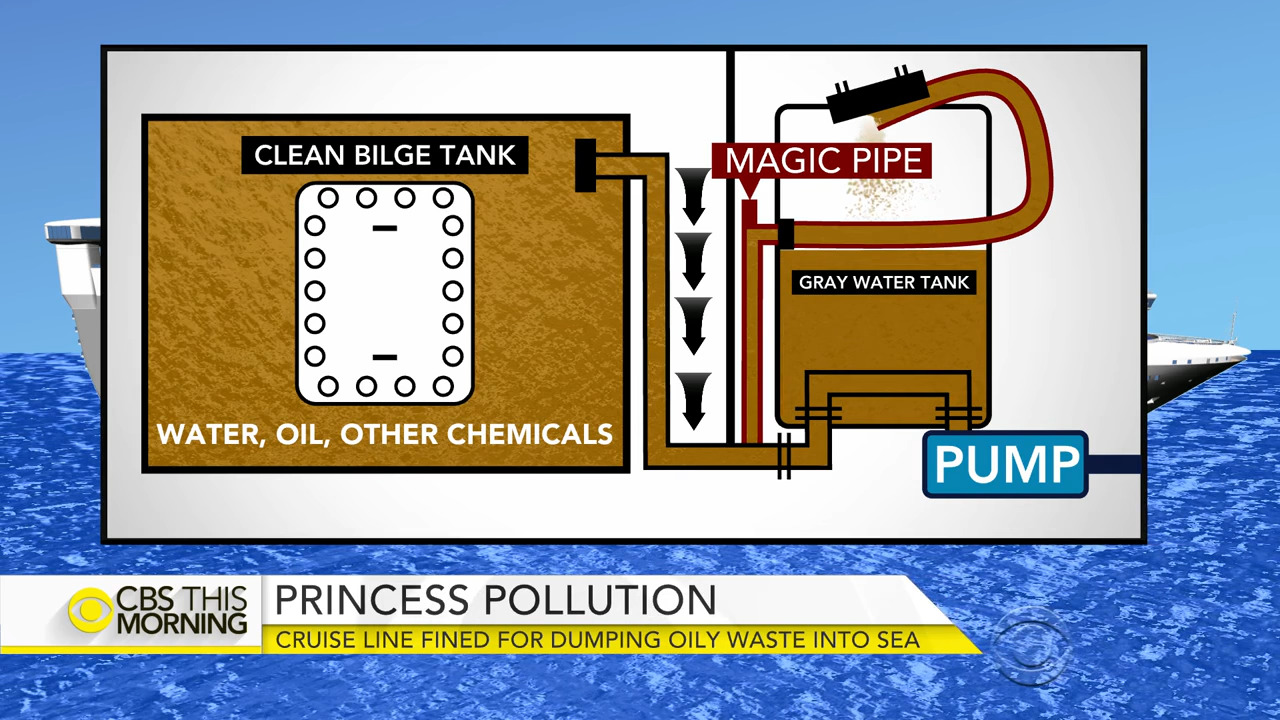 CLEAN BILGE TANK
MAGIC PIPE
GRAY WATER TANK
WATER, OIL, OTHER CHEMICALS
PUMP
CBS THIS
MORNING
PRINCESS POLLUTION
CRUISE LINE FINED FOR DUMPING OILY WASTE INTO SEA